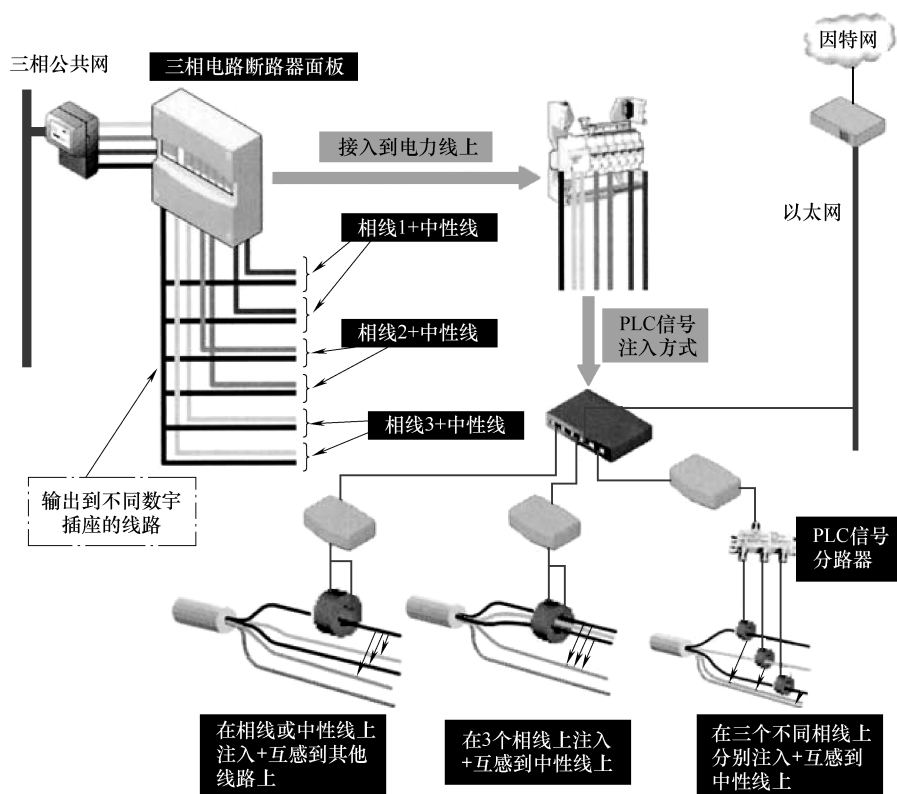 因特网
三相公共网
三相电路断路器面板
接入到电力线上
以太网
相线1+中性线
PLC信号
注入方式
相线2+中性线
相线3+中性线
输出到不同数字
插座的线路
PLC信号
分路器
在相线或中性线上
注入+互感到其他
线路上
在3个相线上注入
+互感到中性线上
在三个不同相线上
分别注入+互感到
中性线上